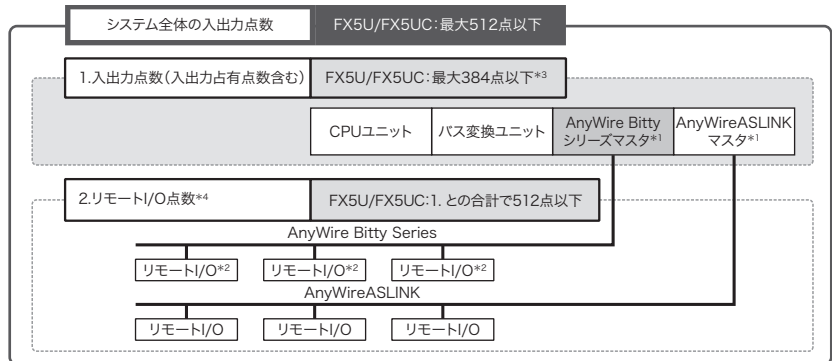 システム全体の入出力点数 FX5U/FX5UC：最大512点以下
1.入出力点数（入出力占有点数含む） FX5U/FX5UC：最大384点以下*3
CPUユニット バス変換ユニット AnyWire Bitty シリーズマスタ*1 AnyWireASLINK マスタ*1
2.リモートI/O点数*4 FX5U/FX5UC：1. との合計で512点以下
AnyWire Bitty Series
リモートI/O*2 リモートI/O*2 リモートI/O*2
AnyWireASLINK
リモートI/O リモートI/O リモートI/O